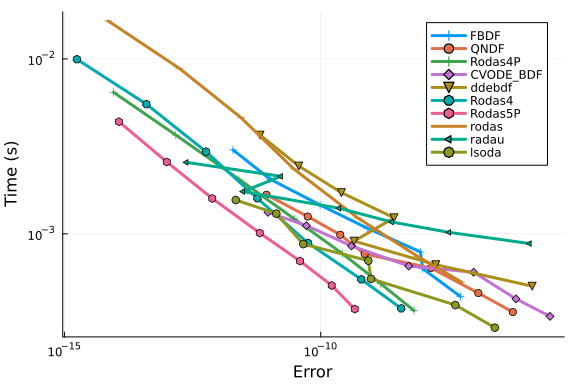 FBDF
QNDF
Rodas4P
CVODE_BDF
ddebdf
Rodas4
Rodas5P
rodas
radau
lsoda
Time (s)
10⁻²
10⁻³
10⁻¹⁵
10⁻¹⁰
Error